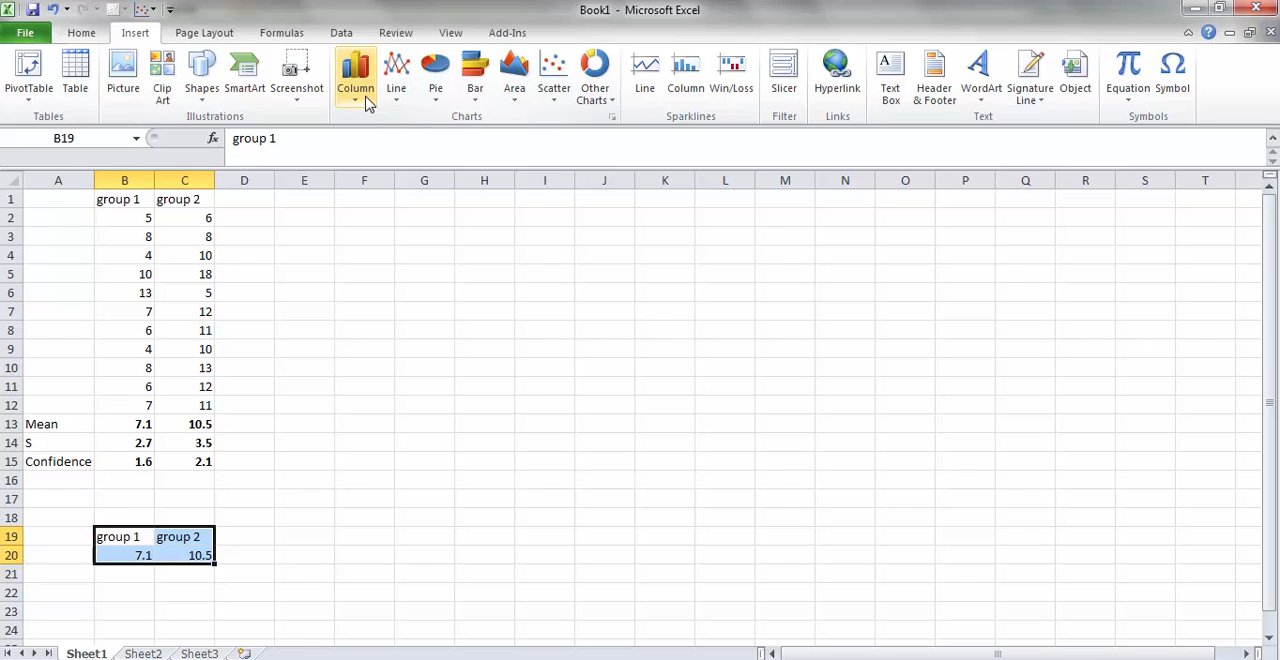 Book1 - Microsoft Excel
File Home Insert Page Layout Formulas Data Review View Add-Ins
PivotTable Table Picture Clip Art Shapes SmartArt Screenshot Column Line Pie Bar Area Scatter Other Charts Line Column Win/Loss Slicer Hyperlink Text Box Header & Footer WordArt Signature Line Object Equation Symbol
Tables Illustrations Charts Sparklines Filter Links Text Symbols
B19 fx group 1
A B C D E F G H I J K L M N O P Q R S T
1 group 1 group 2
2 5 6
3 8 8
4 4 10
5 10 18
6 13 5
7 7 12
8 6 11
9 4 10
10 8 13
11 6 12
12 7 11
13 Mean 7.1 10.5
14 S 2.7 3.5
15 Confidence 1.6 2.1
16
17
18
19 group 1 group 2
20 7.1 10.5
21
22
23
24
Sheet1 Sheet2 Sheet3